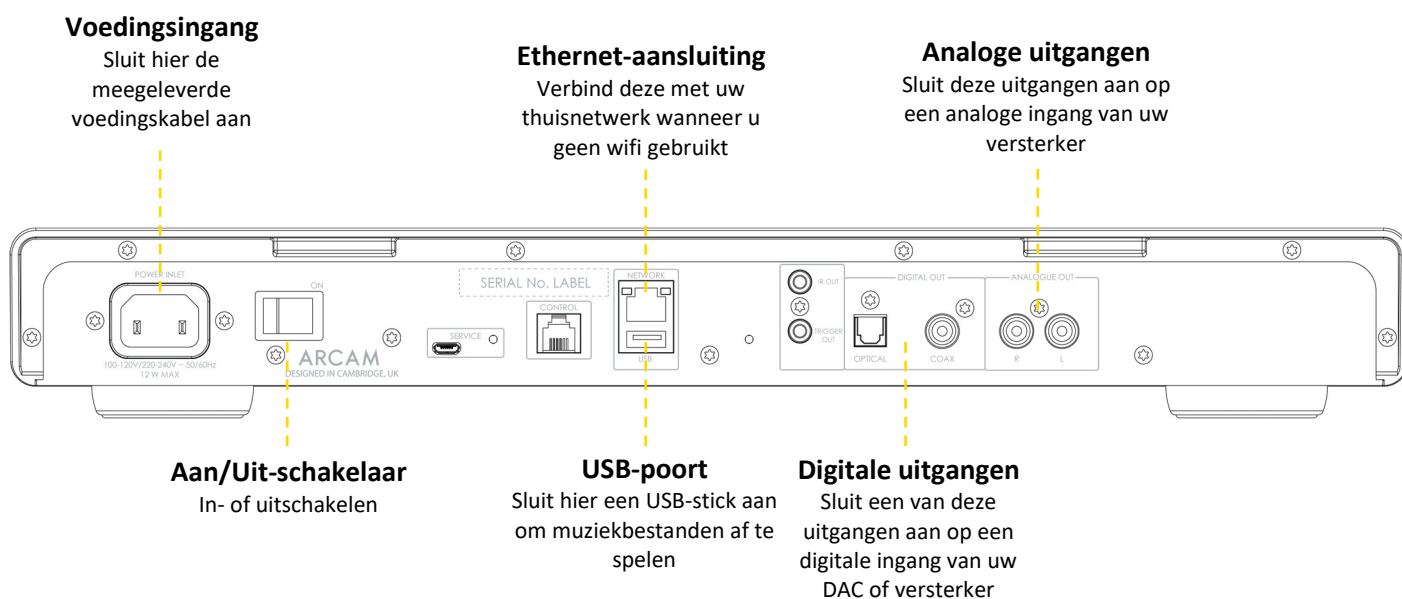 Voedingsingang
Sluit hier de
meegeleverde
voedingskabel aan
Ethernet-aansluiting
Verbind deze met uw
thuisnetwerk wanneer u
geen wifi gebruikt
Analoge uitgangen
Sluit deze uitgangen aan op
een analoge ingang van uw
versterker
POWER INLET
100-120V/220-240V ~ 50/60Hz
12 W MAX
ON
ARCAM
DESIGNED IN CAMBRIDGE, UK
SERIAL No. LABEL
SERVICE
CONTROL
NETWORK
USB
IR OUT
TRIGGER
OUT
DIGITAL OUT
OPTICAL
COAX
ANALOGUE OUT
R
L
Aan/Uit-schakelaar
In- of uitschakelen
USB-poort
Sluit hier een USB-stick aan
om muziekbestanden af te
spelen
Digitale uitgangen
Sluit een van deze
uitgangen aan op een
digitale ingang van uw
DAC of versterker